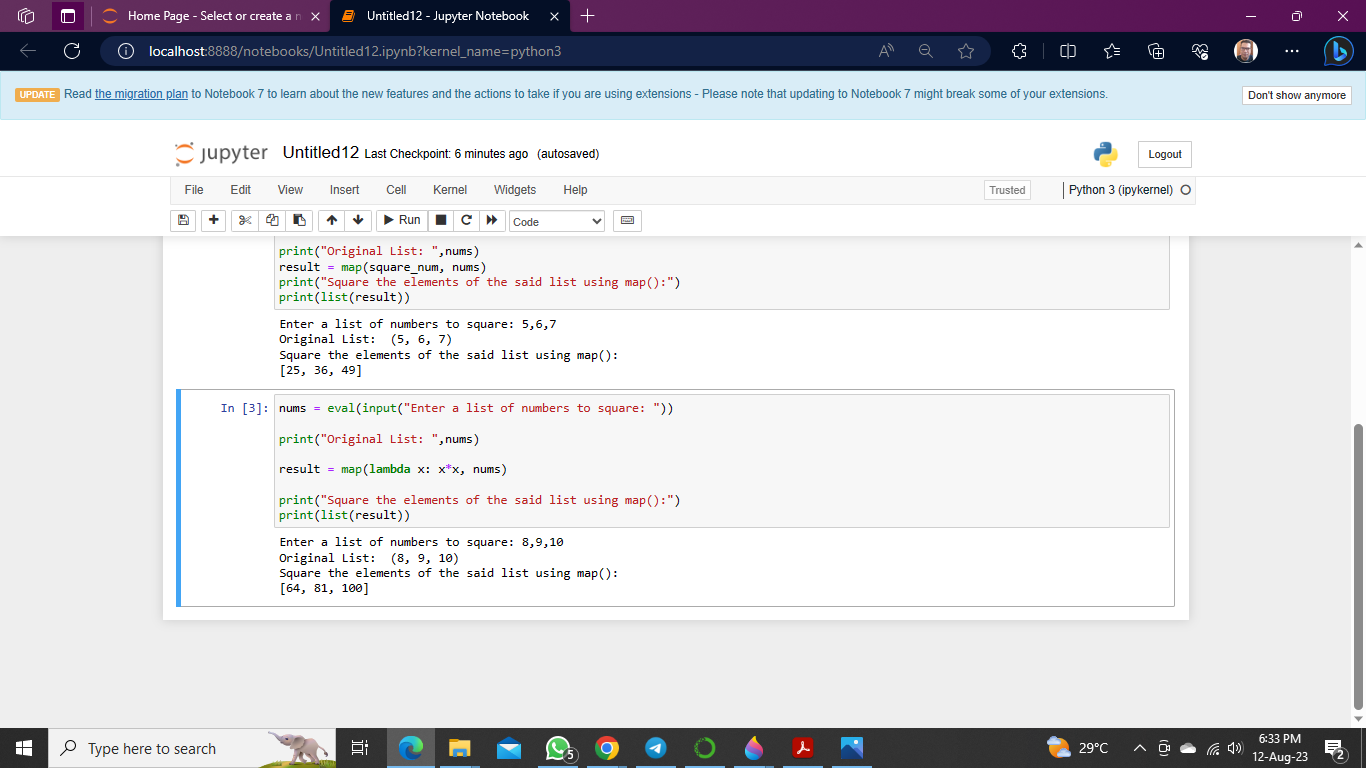 Home Page - Select or create a n
Untitled12 - Jupyter Notebook
localhost:8888/notebooks/Untitled12.ipynb?kernel_name=python3
UPDATE Read the migration plan to Notebook 7 to learn about the new features and the actions to take if you are using extensions - Please note that updating to Notebook 7 might break some of your extensions.
Don't show anymore
jupyter Untitled12 Last Checkpoint: 6 minutes ago (autosaved)
Logout
File Edit View Insert Cell Kernel Widgets Help
Trusted
Python 3 (ipykernel)
Run
Code
print("Original List: ",nums)
result = map(square_num, nums)
print("Square the elements of the said list using map():")
print(list(result))
Enter a list of numbers to square: 5,6,7
Original List:  (5, 6, 7)
Square the elements of the said list using map():
[25, 36, 49]
In [3]: nums = eval(input("Enter a list of numbers to square: "))
print("Original List: ",nums)
result = map(lambda x: x*x, nums)
print("Square the elements of the said list using map():")
print(list(result))
Enter a list of numbers to square: 8,9,10
Original List:  (8, 9, 10)
Square the elements of the said list using map():
[64, 81, 100]
Type here to search
5
29°C
6:33 PM
12-Aug-23
2